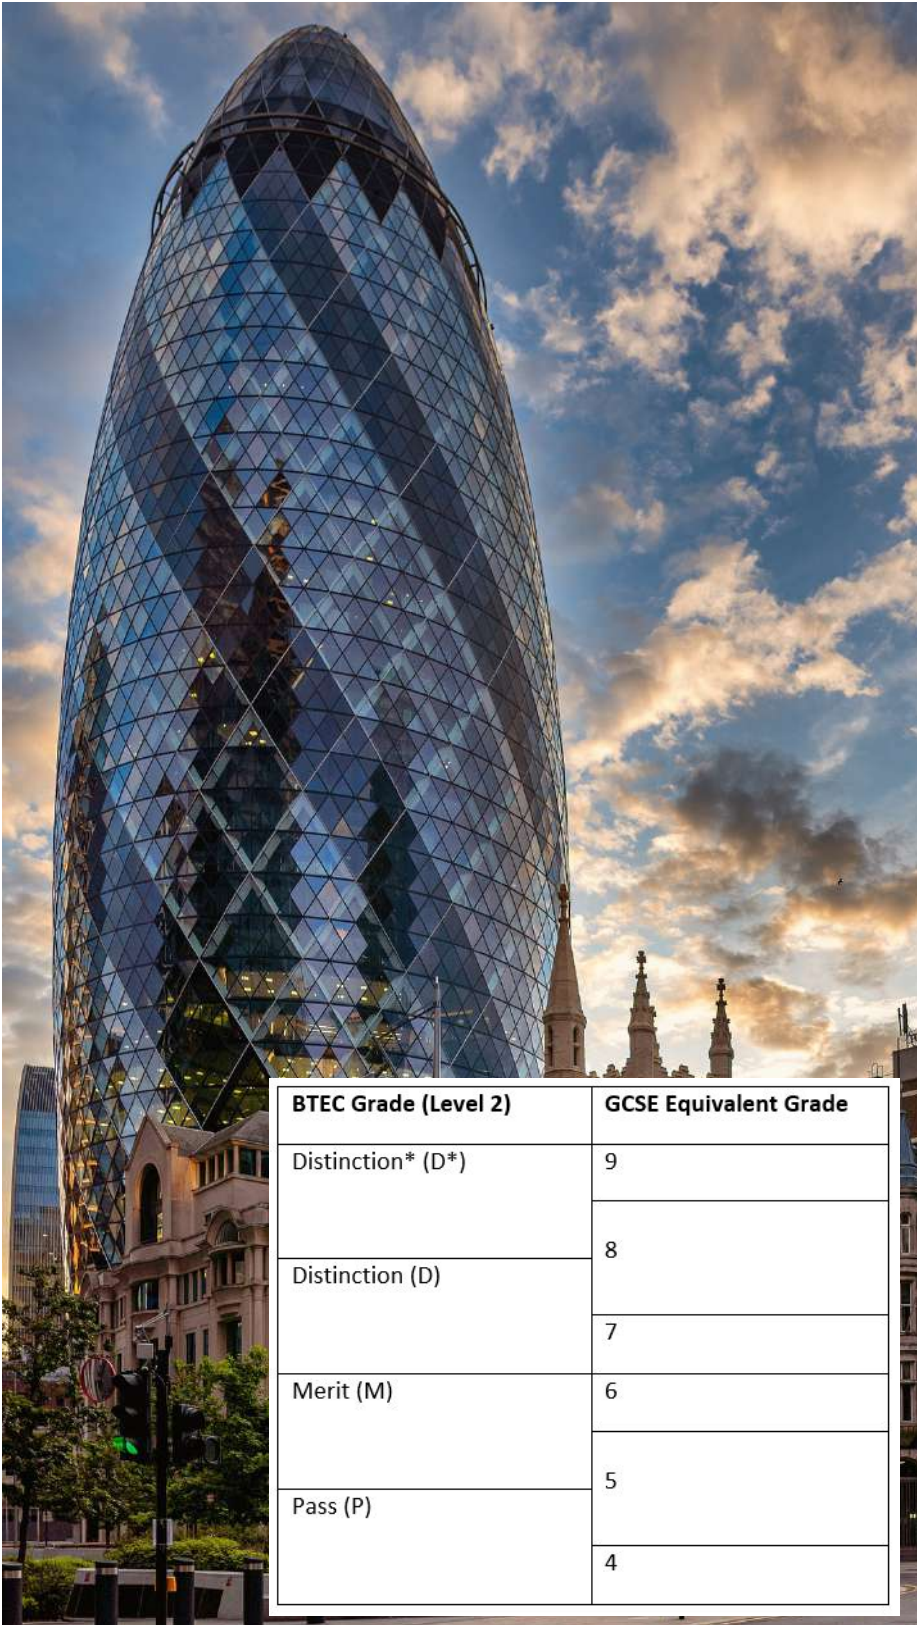 BTEC Grade (Level 2) GCSE Equivalent Grade
Distinction* (D*) 9
8
Distinction (D)
7
Merit (M) 6
5
Pass (P)
4